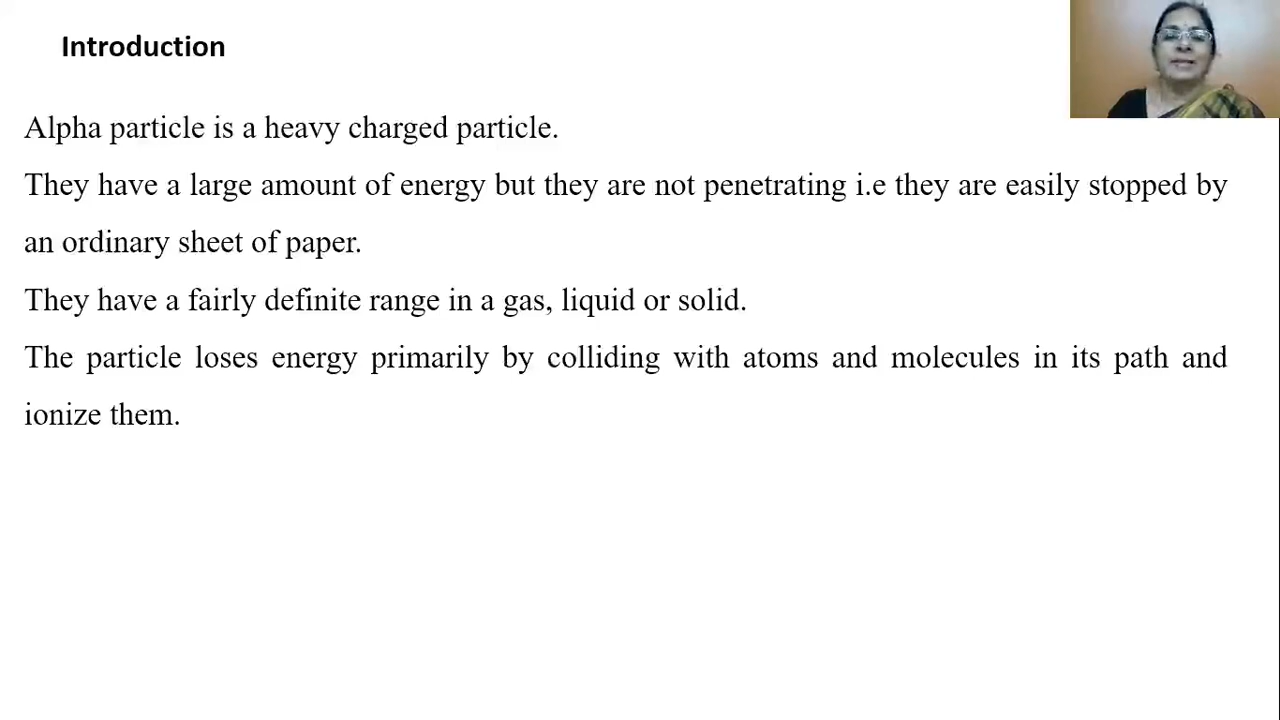 Introduction
Alpha particle is a heavy charged particle.
They have a large amount of energy but they are not penetrating i.e they are easily stopped by
an ordinary sheet of paper.
They have a fairly definite range in a gas, liquid or solid.
The particle loses energy primarily by colliding with atoms and molecules in its path and
ionize them.